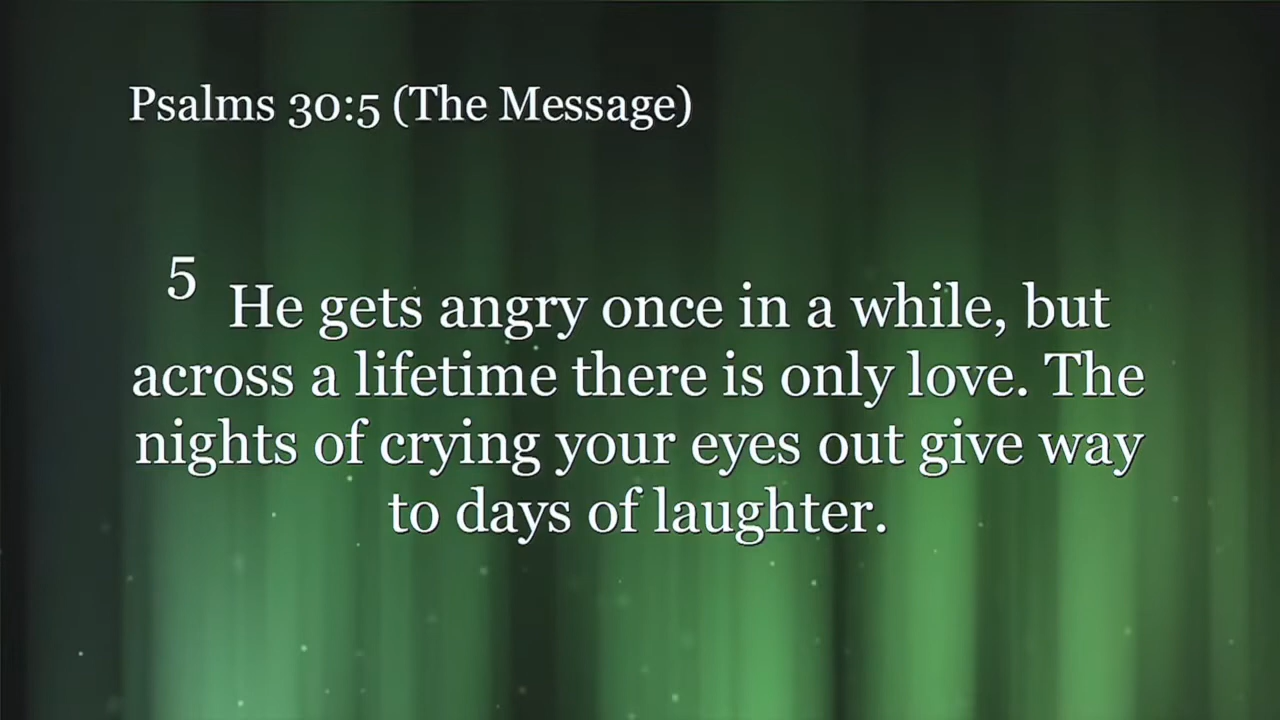 Psalms 30:5 (The Message)
5 He gets angry once in a while, but
across a lifetime there is only love. The
nights of crying your eyes out give way
to days of laughter.